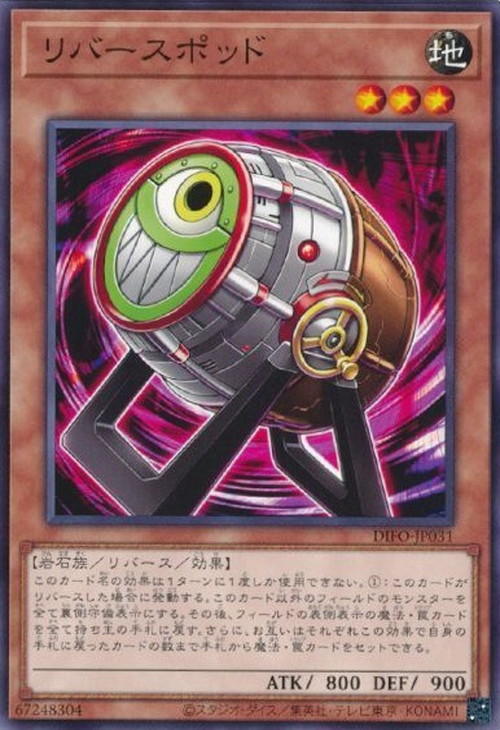 リバースポッド
地
DIFO-JP031
【岩石族／リバース／効果】
このカード名の効果は１ターンに１度しか使用できない。①：このカードが
リバースした場合に発動する。このカード以外のフィールドのモンスターを
全て裏側守備表示にする。その後、フィールドの表側表示の魔法・罠カード
を全て持ち主の手札に戻す。さらに、お互いはそれぞれこの効果で自身の
手札に戻ったカードの数まで手札から魔法・罠カードをセットできる。
ATK/ 800 DEF/ 900
67248304 ©スタジオ・ダイス／集英社・テレビ東京・KONAMI